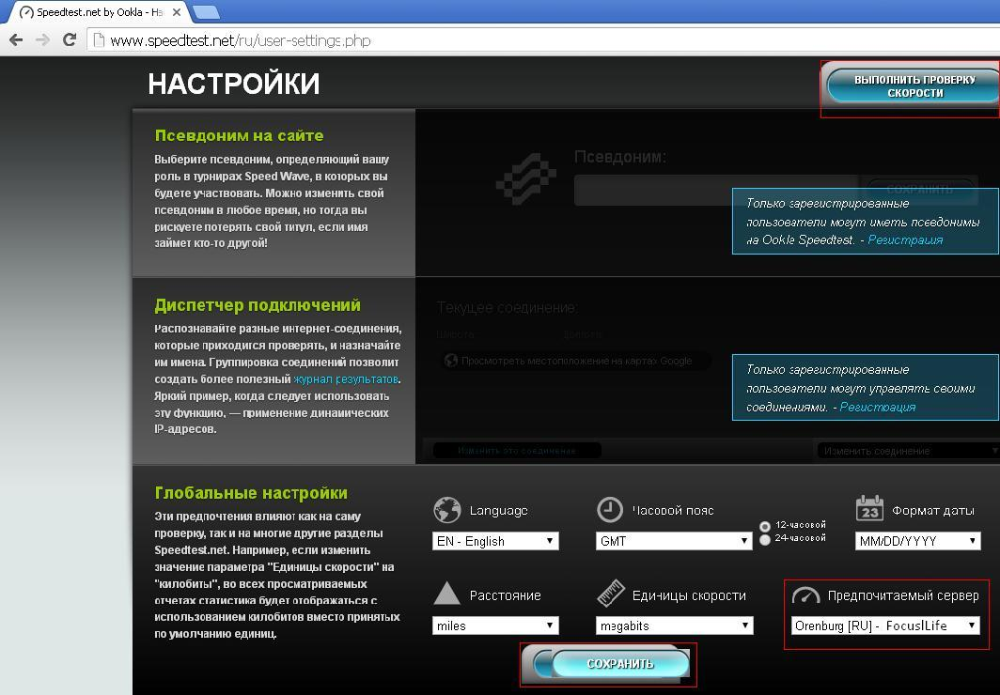 Speedtest.net by Ookla - На
www.speedtest.net/ru/user-settings.php
НАСТРОЙКИ
ВЫПОЛНИТЬ ПРОВЕРКУ
СКОРОСТИ
Псевдоним на сайте
Выберите псевдоним, определяющий вашу
роль в турнирах Speed Wave, в которых вы
будете участвовать. Можно изменить свой
псевдоним в любое время, но тогда вы
рискуете потерять свой титул, если имя
займет кто-то другой!
Псевдоним:
СОХРАНИТЬ
Только зарегистрированные
пользователи могут иметь псевдонимы
на Ookla Speedtest. - Регистрация
Диспетчер подключений
Распознавайте разные интернет-соединения,
которые приходится проверять, и назначайте
им имена. Группировка соединений позволит
создать более полезный журнал результатов.
Яркий пример, когда следует использовать
эту функцию, — применение динамических
IP-адресов.
Текущее соединение:
Широта: Долгота:
Просмотреть местоположение на картах Google
Только зарегистрированные
пользователи могут управлять своими
соединениями. - Регистрация
Изменить это соединение
Изменить соединение
Глобальные настройки
Эти предпочтения влияют как на саму
проверку, так и на многие другие разделы
Speedtest.net. Например, если изменить
значение параметра "Единицы скорости" на
"килобиты", во всех просматриваемых
отчетах статистика будет отображаться с
использованием килобитов вместо принятых
по умолчанию единиц.
Language
EN - English
Часовой пояс
GMT
12-часовой
24-часовой
23
Формат даты
MM/DD/YYYY
Расстояние
miles
Единицы скорости
megabits
Предпочитаемый сервер
Orenburg [RU] - Focus|Life
СОХРАНИТЬ